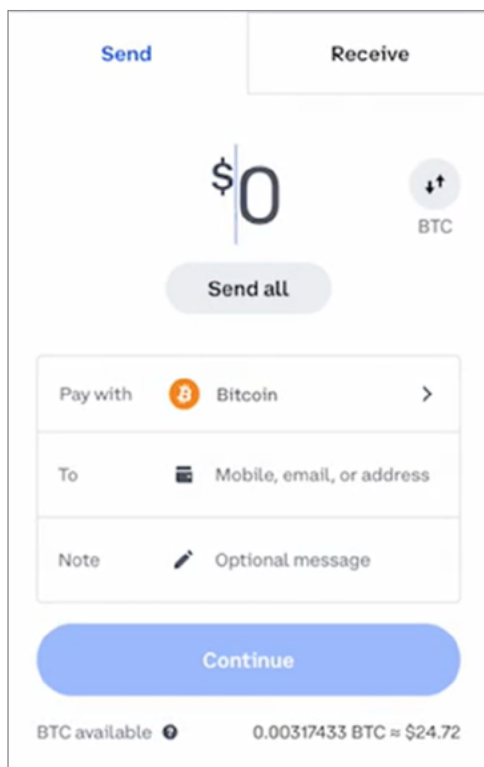 Send Receive
$0
BTC
Send all
Pay with Bitcoin
To Mobile, email, or address
Note Optional message
Continue
BTC available 0.00317433 BTC ≈ $24.72